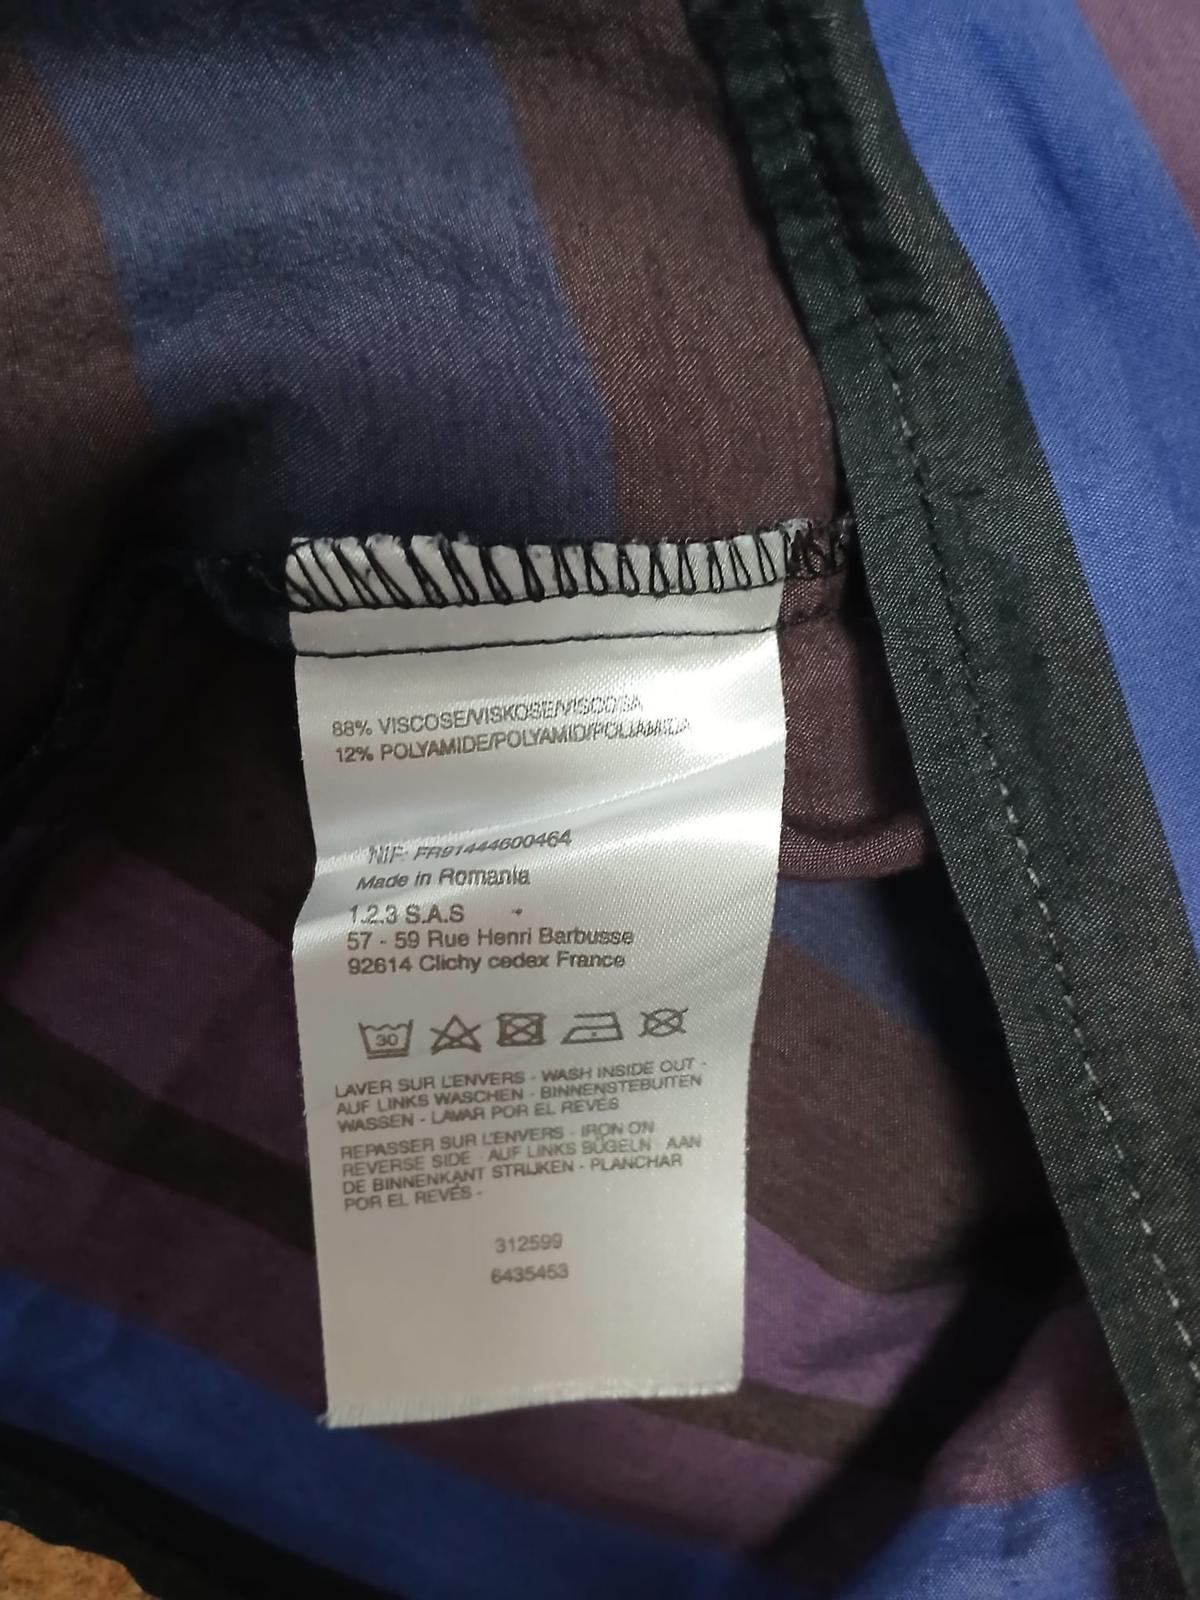 88% VISCOSE/VISKOSE/VISCOSA
12% POLYAMIDE/POLYAMID/POLIAMIDA
NIF: FR91444600464
Made in Romania
1.2.3 S.A.S
57 - 59 Rue Henri Barbusse
92614 Clichy cedex France
30
LAVER SUR L'ENVERS - WASH INSIDE OUT -
AUF LINKS WASCHEN - BINNENSTEBUITEN
WASSEN - LAVAR POR EL REVÉS
REPASSER SUR L'ENVERS - IRON ON
REVERSE SIDE - AUF LINKS BÜGELN AAN
DE BINNENKANT STRIJKEN - PLANCHAR
POR EL REVÉS -
312599
6435453